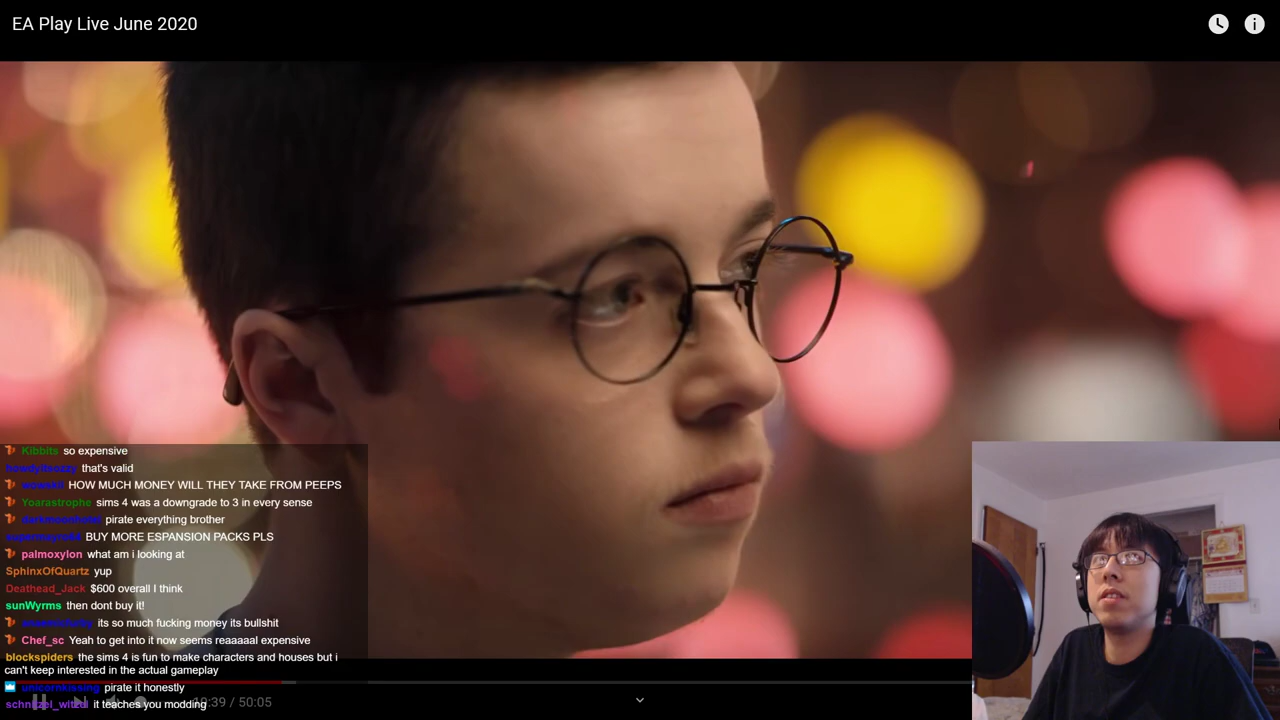 EA Play Live June 2020
Kibbits so expensive
that's valid
HOW MUCH MONEY WILL THEY TAKE FROM PEEPS
Yoarastrophe sims 4 was a downgrade to 3 in every sense
pirate everything brother
BUY MORE ESPANSION PACKS PLS
palmoxylon what am i looking at
SphinxOfQuartz yup
Deathead_Jack $600 overall I think
sunWyrms then dont buy it!
its so much fucking money its bullshit
Chef_sc Yeah to get into it now seems reaaaaal expensive
blockspiders the sims 4 is fun to make characters and houses but i
can't keep interested in the actual gameplay
unicornkissing pirate it honestly
it teaches you modding
:39 / 50:05